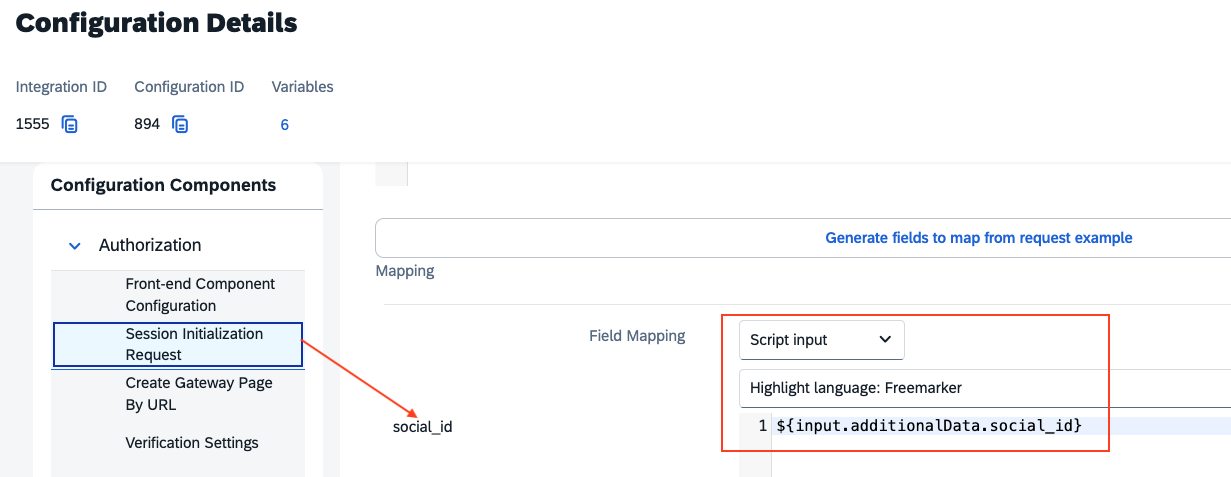 Configuration Details
Integration ID
Configuration ID
Variables
1555
894
6
Configuration Components
Authorization
Front-end Component
Configuration
Session Initialization
Request
Create Gateway Page
By URL
Verification Settings
Generate fields to map from request example
Mapping
Field Mapping
Script input
Highlight language: Freemarker
social_id
1 ${input.additionalData.social_id}